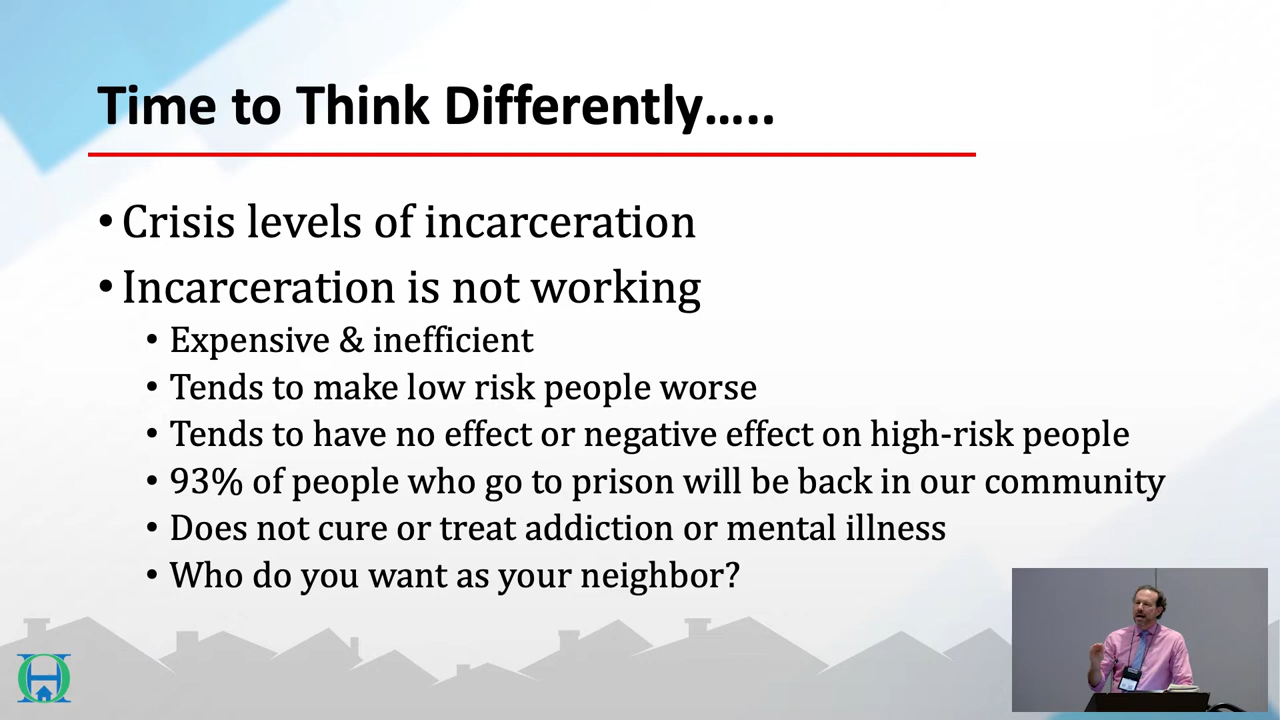 Time to Think Differently…..
• Crisis levels of incarceration
• Incarceration is not working
• Expensive & inefficient
• Tends to make low risk people worse
• Tends to have no effect or negative effect on high-risk people
• 93% of people who go to prison will be back in our community
• Does not cure or treat addiction or mental illness
• Who do you want as your neighbor?